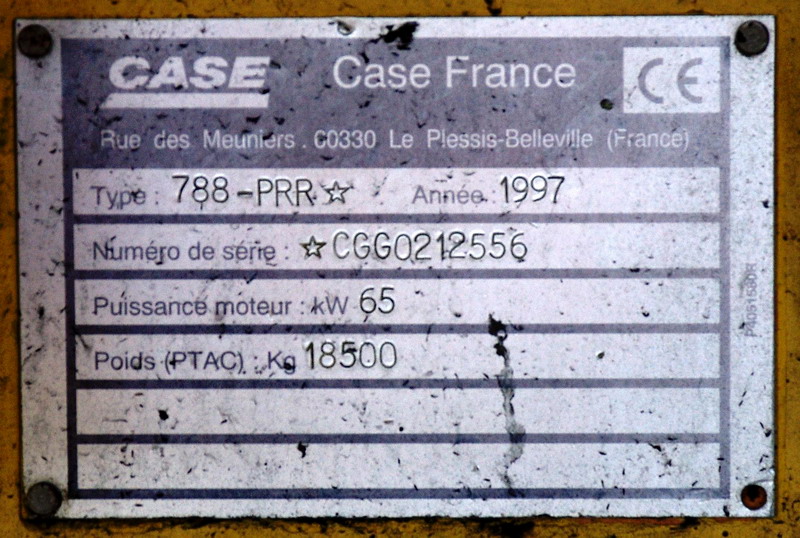 CASE Case France CE
Rue des Meuniers . 60330 Le Plessis-Belleville (France)
Type : 788-PRR☆ Année : 1997
Numéro de série : ☆CGG0212556
Puissance moteur : kW 65
Poids (PTAC) : Kg 18500